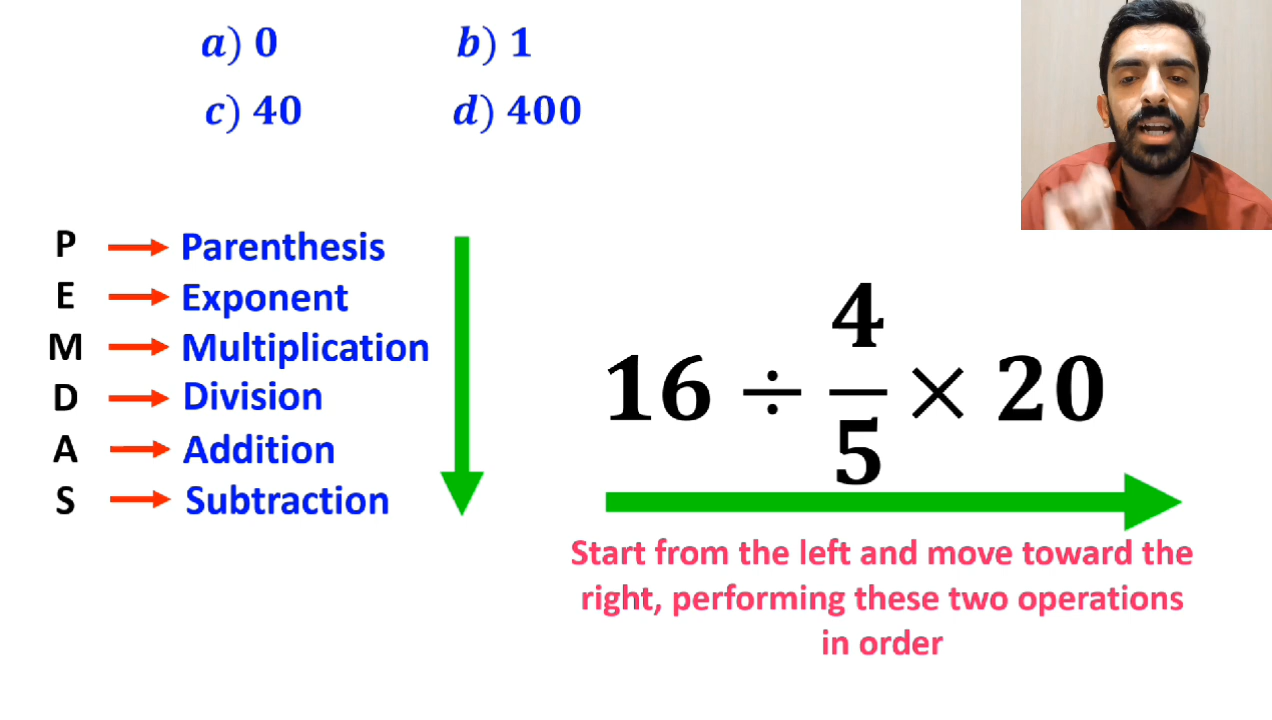 a) 0 b) 1
c) 40 d) 400
P Parenthesis
E Exponent
M Multiplication
D Division
A Addition
S Subtraction
16 ÷ 4/5 × 20
Start from the left and move toward the
right, performing these two operations
in order